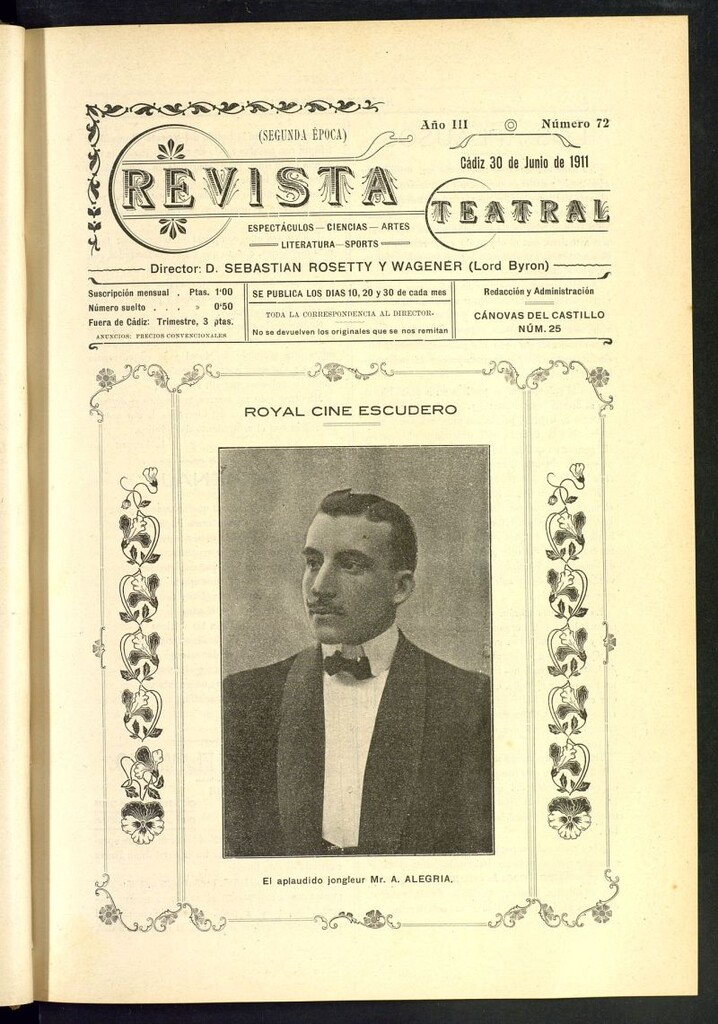 (SEGUNDA ÉPOCA)
Año III Número 72
Cádiz 30 de Junio de 1911
REVISTA
TEATRAL
ESPECTÁCULOS — CIENCIAS — ARTES
LITERATURA — SPORTS
Director: D. SEBASTIAN ROSETTY Y WAGENER (Lord Byron)
Suscripción mensual . Ptas. 1'00
Número suelto . . . » 0'50
Fuera de Cádiz: Trimestre, 3 ptas.
ANUNCIOS: PRECIOS CONVENCIONALES
SE PUBLICA LOS DIAS 10, 20 y 30 de cada mes
TODA LA CORRESPONDENCIA AL DIRECTOR.
No se devuelven los originales que se nos remitan
Redacción y Administración
CÁNOVAS DEL CASTILLO
NÚM. 25
ROYAL CINE ESCUDERO
El aplaudido jongleur Mr. A. ALEGRIA.